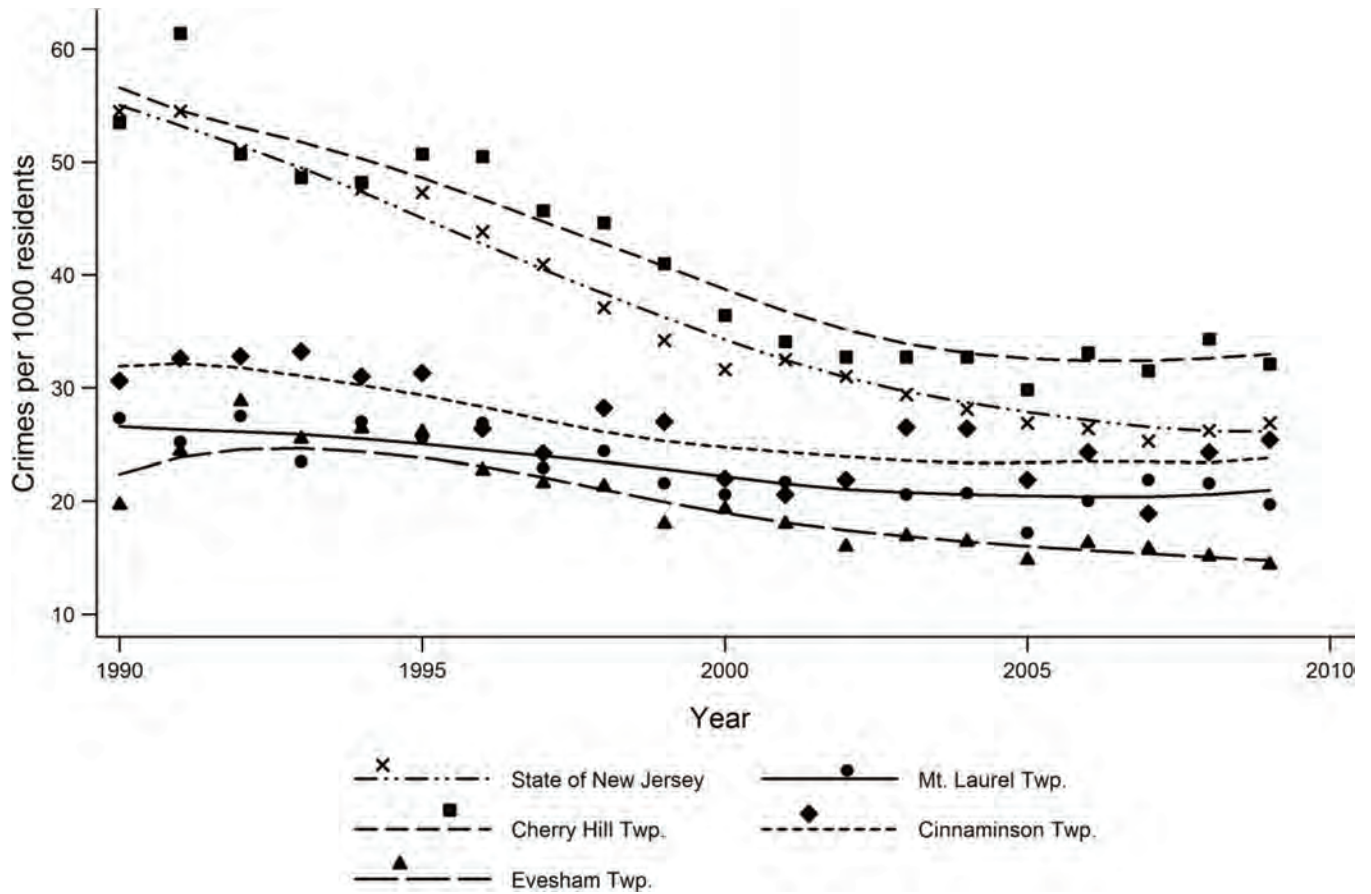 60
50
40
30
20
10
Crimes per 1000 residents
1990 1995 2000 2005 2010
Year
State of New Jersey Mt. Laurel Twp.
Cherry Hill Twp. Cinnaminson Twp.
Evesham Twp.